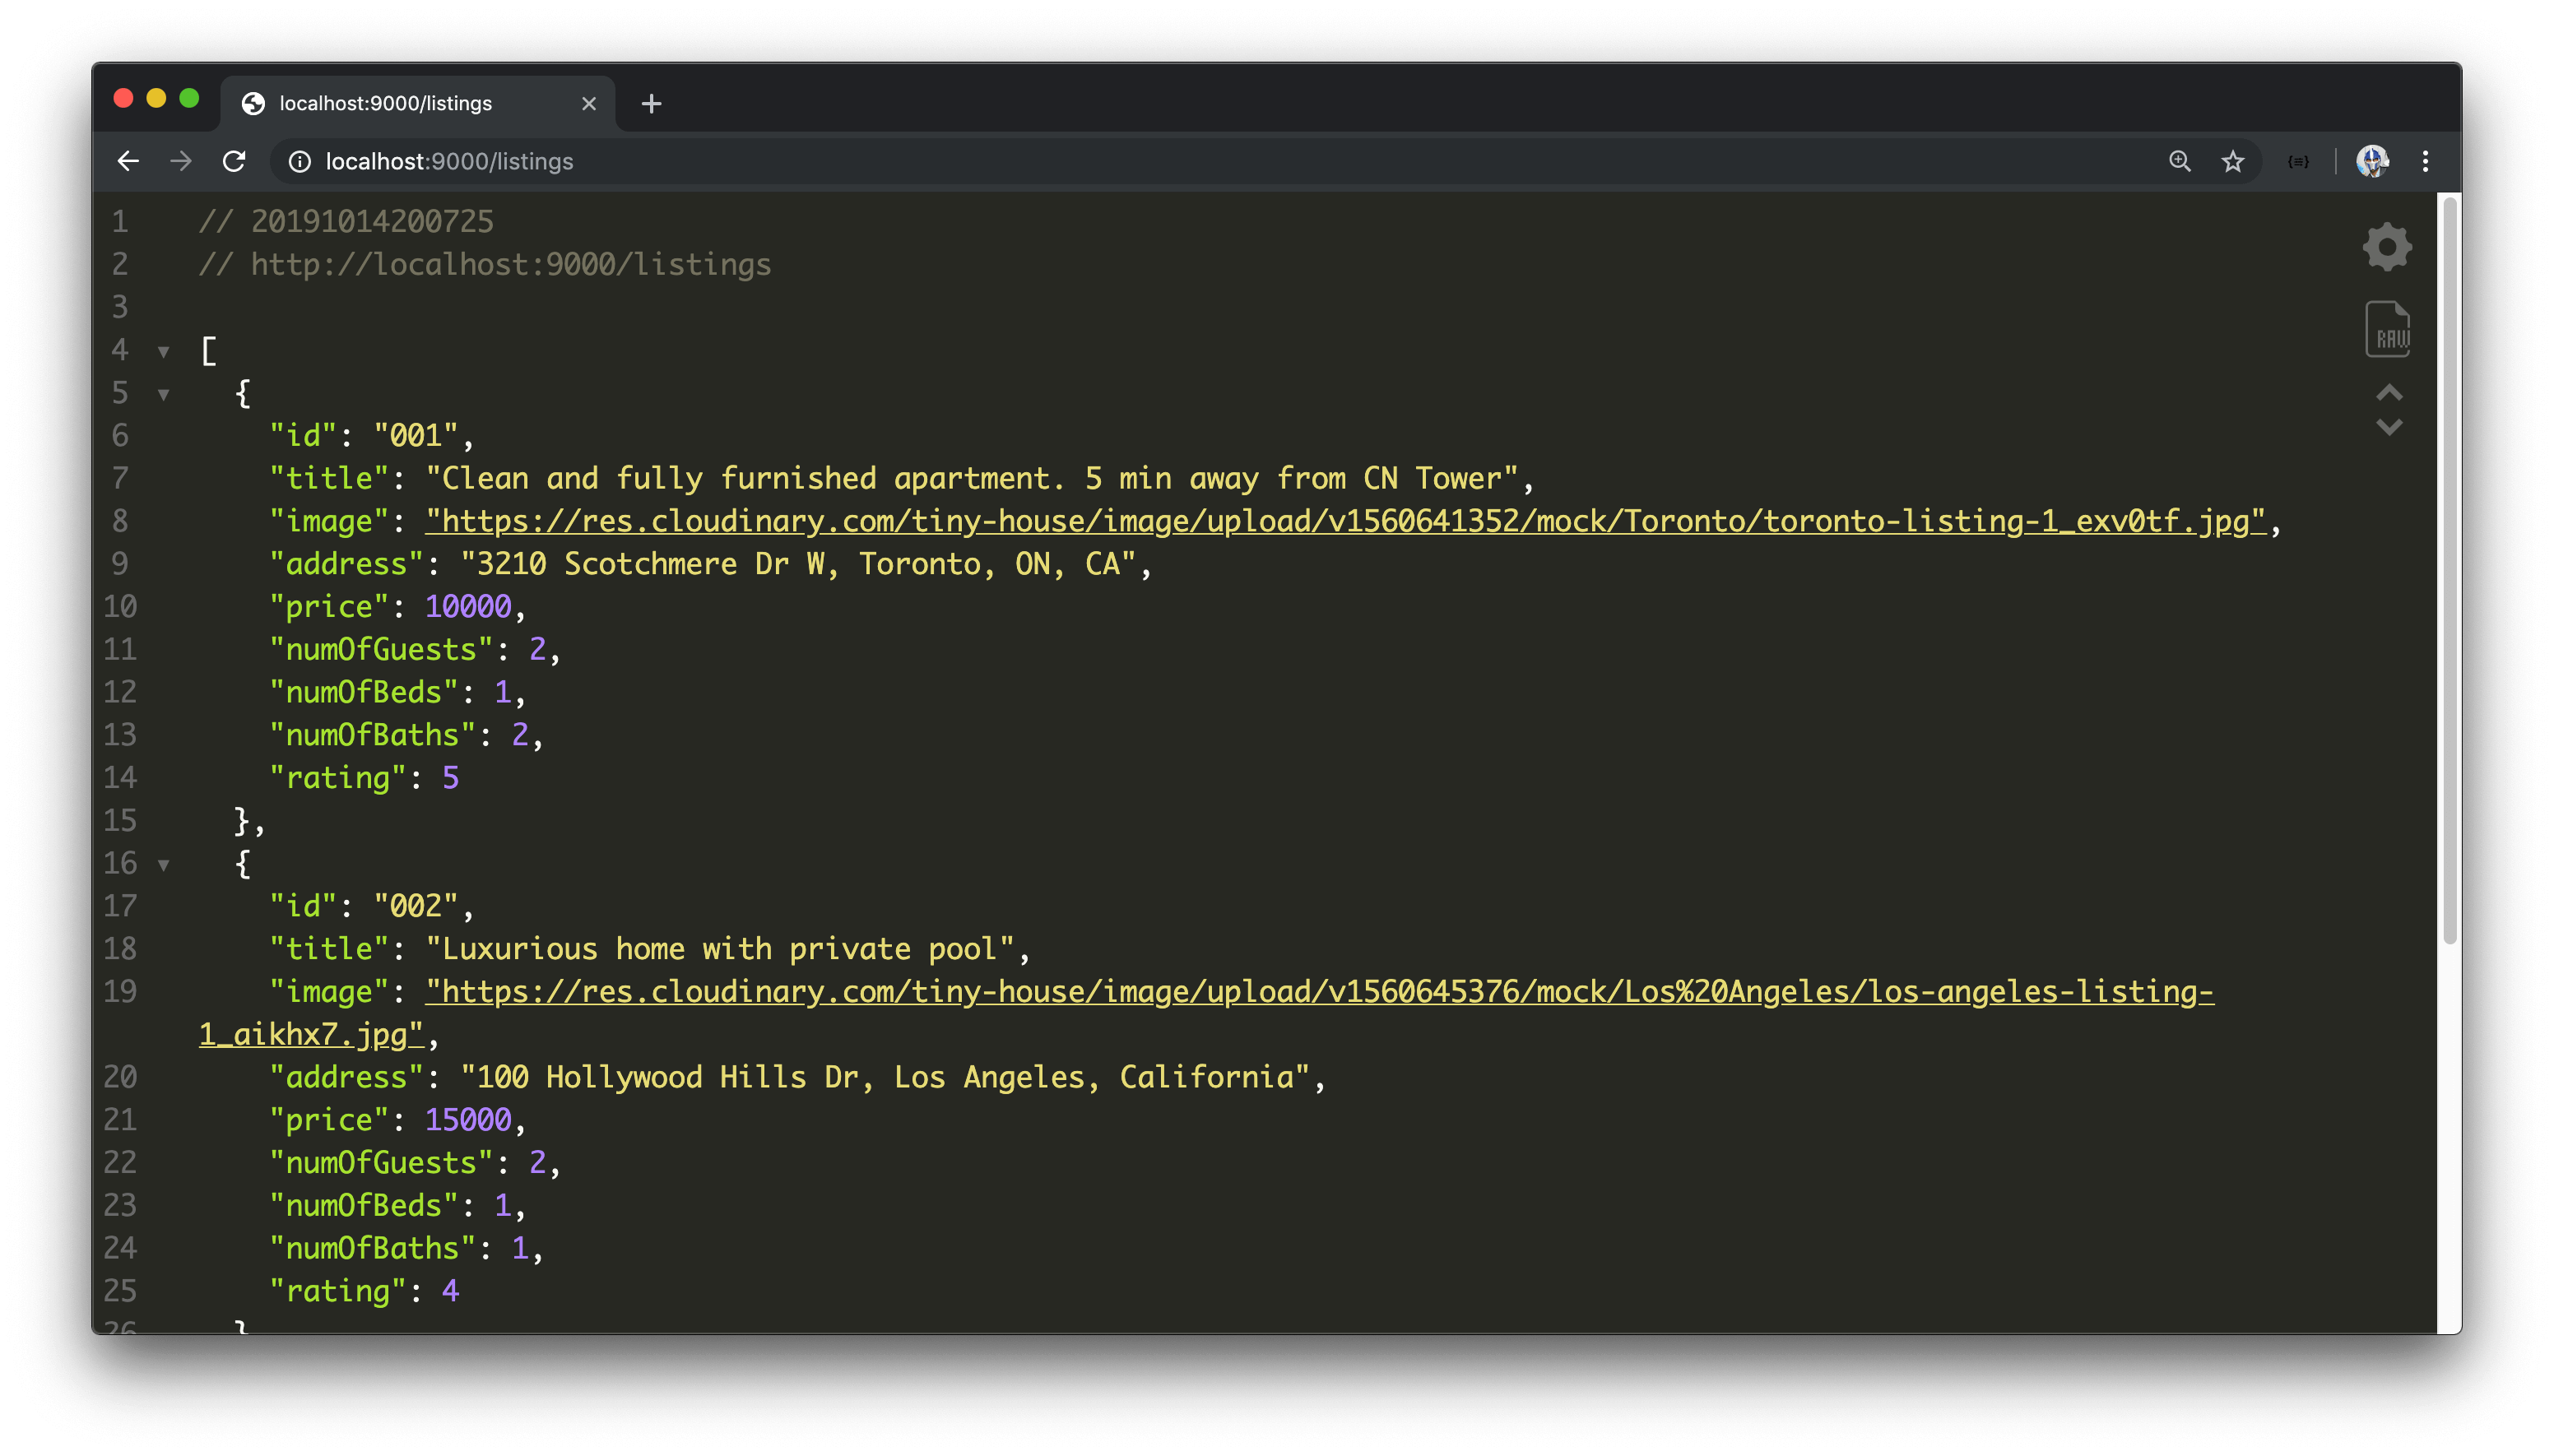 localhost:9000/listings
localhost:9000/listings
1 // 20191014200725
2 // http://localhost:9000/listings
3
4 [
5 {
6 "id": "001",
7 "title": "Clean and fully furnished apartment. 5 min away from CN Tower",
8 "image": "https://res.cloudinary.com/tiny-house/image/upload/v1560641352/mock/Toronto/toronto-listing-1_exv0tf.jpg",
9 "address": "3210 Scotchmere Dr W, Toronto, ON, CA",
10 "price": 10000,
11 "numOfGuests": 2,
12 "numOfBeds": 1,
13 "numOfBaths": 2,
14 "rating": 5
15 },
16 {
17 "id": "002",
18 "title": "Luxurious home with private pool",
19 "image": "https://res.cloudinary.com/tiny-house/image/upload/v1560645376/mock/Los%20Angeles/los-angeles-listing-
1_aikhx7.jpg",
20 "address": "100 Hollywood Hills Dr, Los Angeles, California",
21 "price": 15000,
22 "numOfGuests": 2,
23 "numOfBeds": 1,
24 "numOfBaths": 1,
25 "rating": 4
26 }
RAW